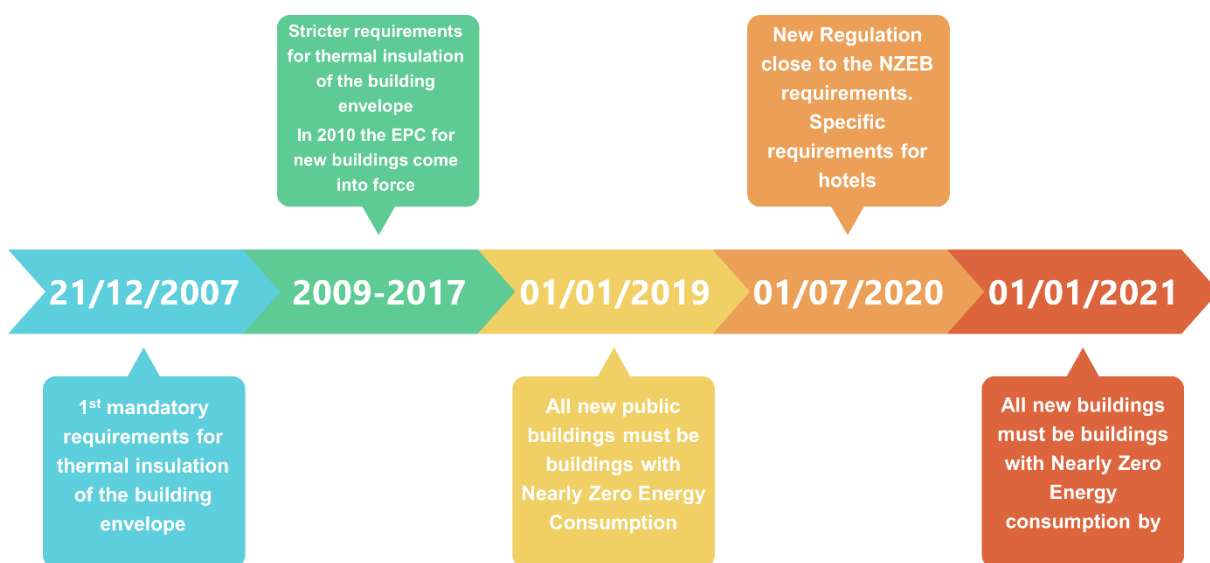 Stricter requirements
for thermal insulation
of the building
envelope
In 2010 the EPC for
new buildings come
into force
New Regulation
close to the NZEB
requirements.
Specific
requirements for
hotels
21/12/2007
2009-2017
01/01/2019
01/07/2020
01/01/2021
1st mandatory
requirements for
thermal insulation
of the building
envelope
All new public
buildings must be
buildings with
Nearly Zero Energy
Consumption
All new buildings
must be buildings
with Nearly Zero
Energy
consumption by